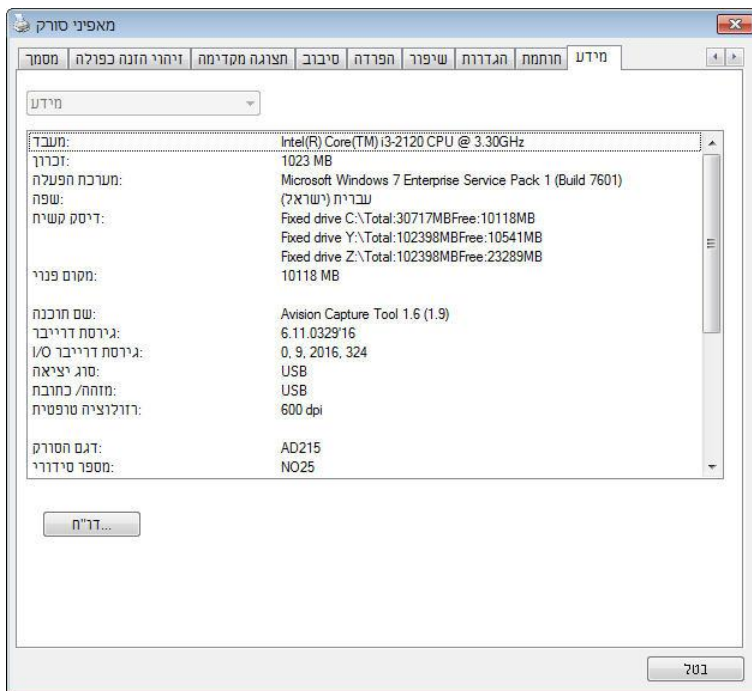 מאפיני סורק
מסמך זיהוי הזנה כפולה תצוגה מקדימה סיבוב הפרדה שיפור הגדרות חותמת מידע
מידע
מעבד: Intel(R) Core(TM) i3-2120 CPU @ 3.30GHz
זכרון: 1023 MB
מערכת הפעלה: Microsoft Windows 7 Enterprise Service Pack 1 (Build 7601)
שפה: עברית (ישראל)
דיסק קשיח: Fixed drive C:\Total:30717MBFree:10118MB
Fixed drive Y:\Total:102398MBFree:10541MB
Fixed drive Z:\Total:102398MBFree:23289MB
מקום פנוי: 10118 MB
שם תוכנה: Avision Capture Tool 1.6 (1.9)
גירסת דרייבר: 6.11.0329'16
גירסת דרייבר I/O: 0, 9, 2016, 324
סוג יציאה: USB
מזהה/ כתובת: USB
רזולוציה טופטית: 600 dpi
דגם הסורק: AD215
מספר סידורי: NO25
דו"ח...
בטל